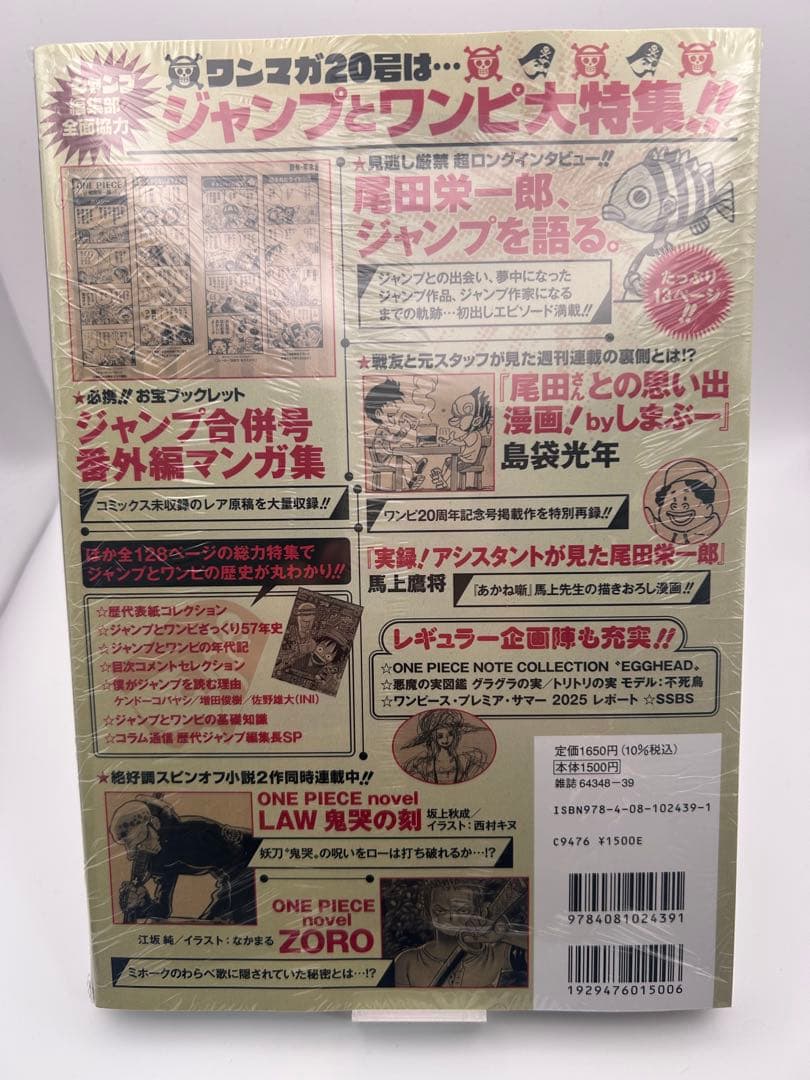 ジャンプ
編集部
全面協力
ワンマガ20号は…
ジャンプとワンピ大特集!!
ONE PIECE
★見逃し厳禁 超ロングインタビュー!!
尾田栄一郎、
ジャンプを語る。
ジャンプとの出会い、夢中になった
ジャンプ作品、ジャンプ作家になる
までの軌跡…初出しエピソード満載!!
たっぷり
13ページ
!!
★必携!! お宝ブックレット
ジャンプ合併号
番外編マンガ集
コミックス未収録のレア原稿を大量収録!!
★戦友と元スタッフが見た週刊連載の裏側とは!?
『尾田さんとの思い出
漫画!byしまぶー』
島袋光年
ワンピ20周年記念号掲載作を特別再録!!
『実録!アシスタントが見た尾田栄一郎』
馬上鷹将
『あかね噺』馬上先生の描きおろし漫画!!
ほか全128ページの総力特集で
ジャンプとワンピの歴史が丸わかり!!
☆歴代表紙コレクション
☆ジャンプとワンピざっくり57年史
☆ジャンプとワンピの年代記
☆目次コメントセレクション
☆僕がジャンプを読む理由
ケンドーコバヤシ/増田俊樹/佐野雄大(INI)
☆ジャンプとワンピの基礎知識
☆コラム通信 歴代ジャンプ編集長SP
レギュラー企画陣も充実!!
☆ONE PIECE NOTE COLLECTION "EGGHEAD"
☆悪魔の実図鑑 グラグラの実/トリトリの実 モデル:不死鳥
☆ワンピース・プレミア・サマー 2025 レポート ☆SSBS
★絶好調スピンオフ小説2作同時連載中!!
ONE PIECE novel
LAW 鬼哭の刻
坂上秋成/
イラスト:西村キヌ
妖刀"鬼哭"の呪いをローは打ち破れるか…!?
ONE PIECE
novel
ZORO
江坂 純/イラスト:なかまる
ミホークのわらべ歌に隠されていた秘密とは…!?
定価1650円(10%税込)
本体1500円
雑誌 64348-39
ISBN978-4-08-102439-1
C9476 ¥1500E
9784081024391
1929476015006